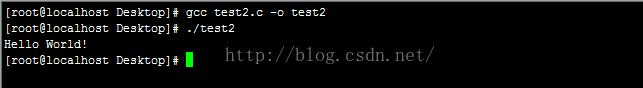 [root@localhost Desktop]# gcc test2.c -o test2
[root@localhost Desktop]# ./test2
Hello World!
[root@localhost Desktop]#
http://blog.csdn.net/